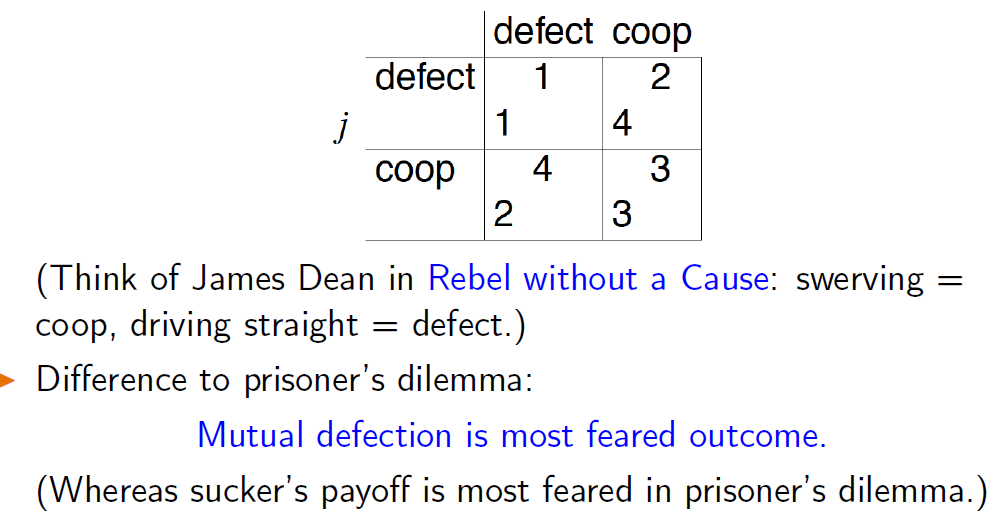 defect coop
defect 1 2
j 1 4
coop 4 3
2 3
(Think of James Dean in Rebel without a Cause: swerving =
coop, driving straight = defect.)
Difference to prisoner's dilemma:
Mutual defection is most feared outcome.
(Whereas sucker's payoff is most feared in prisoner's dilemma.)